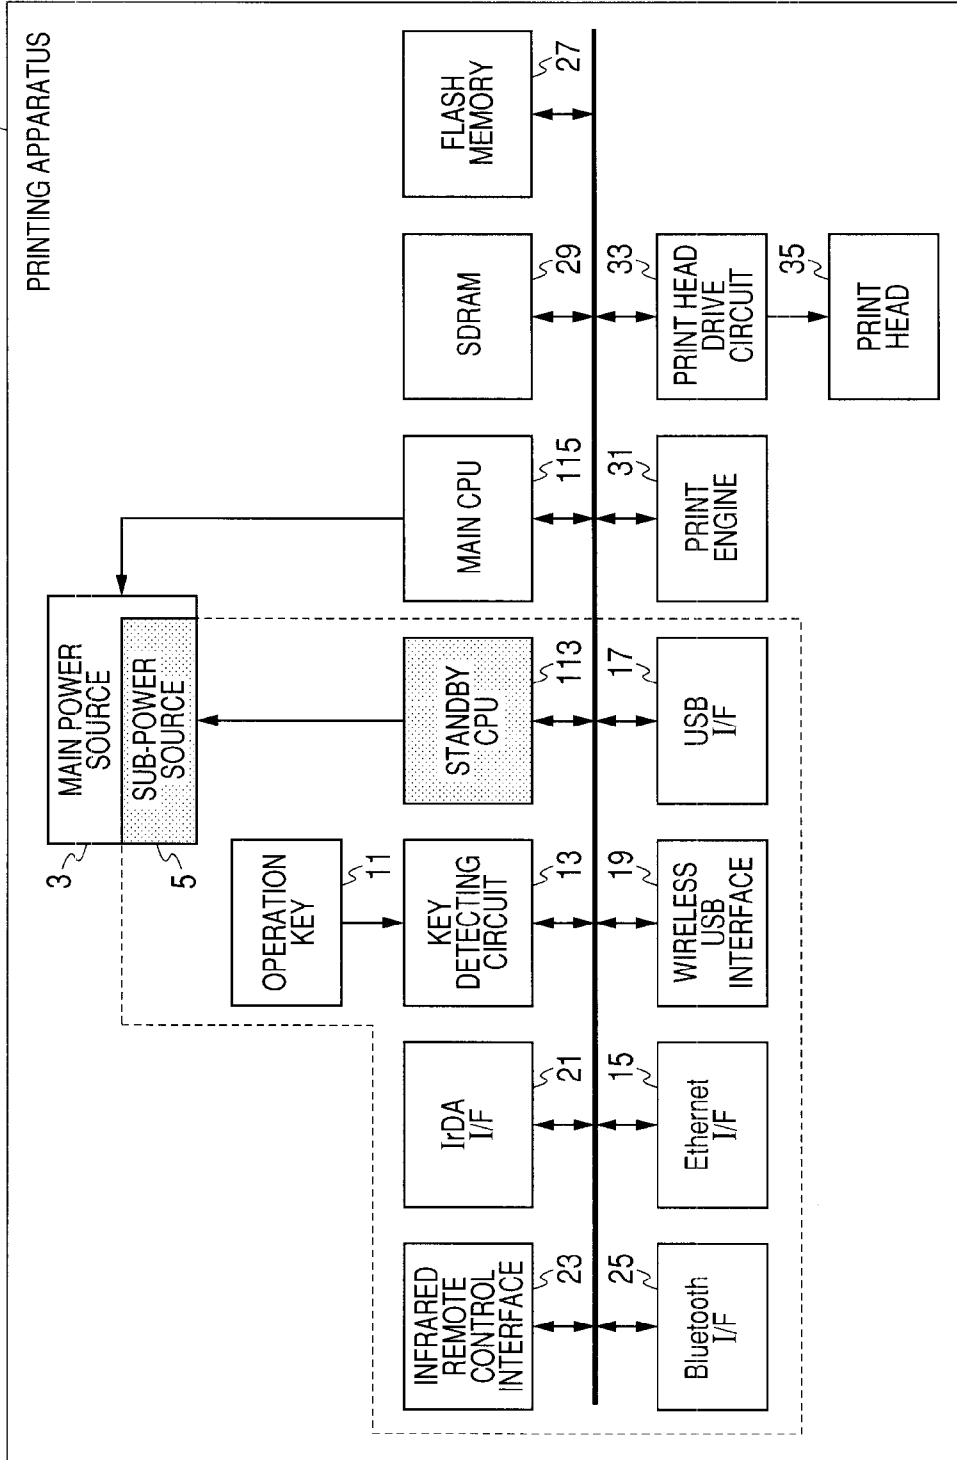 PRINTING APPARATUS
MAIN POWER
SOURCE
3
SUB-POWER
SOURCE
5
OPERATION
KEY
11
INFRARED
REMOTE
CONTROL
INTERFACE
23
IrDA
I/F
21
KEY
DETECTING
CIRCUIT
13
STANDBY
CPU
113
MAIN CPU
115
SDRAM
29
FLASH
MEMORY
27
25
Bluetooth
I/F
15
Ethernet
I/F
19
WIRELESS
USB
INTERFACE
17
USB
I/F
31
PRINT
ENGINE
33
PRINT HEAD
DRIVE
CIRCUIT
35
PRINT
HEAD